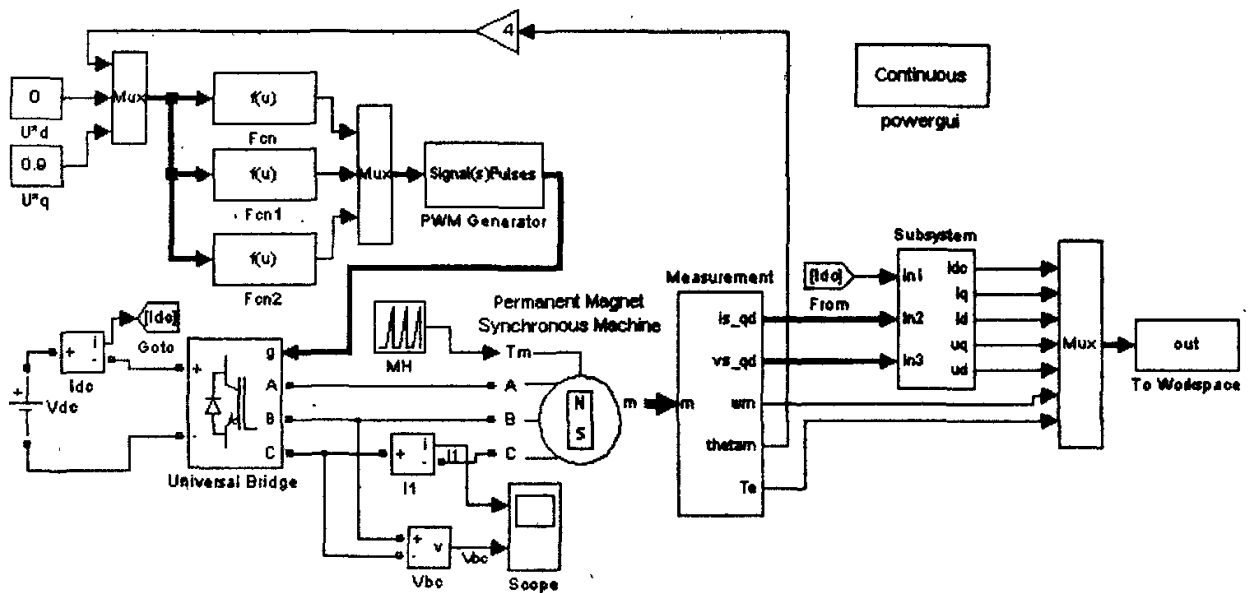 4
Continuous
powergui
0
U*d
0.9
U*q
Mux
f(u)
Fcn
f(u)
Fcn1
f(u)
Fcn2
Mux
Signal(s)Pulses
PWM Generator
[Idc]
Goto
i
+
-
Idc
+
Vdc
g
+
A
B
-
C
Universal Bridge
MH
Permanent Magnet
Synchronous Machine
Tm
A
B
C
N
S
m
+
i
-
I1
I1
+
-
v
Vbc
Vbc
Scope
Measurement
m
is_qd
vs_qd
wm
thetam
Te
[Idc]
From
Subsystem
In1
In2
In3
Idc
iq
id
uq
ud
Mux
out
To Workspace